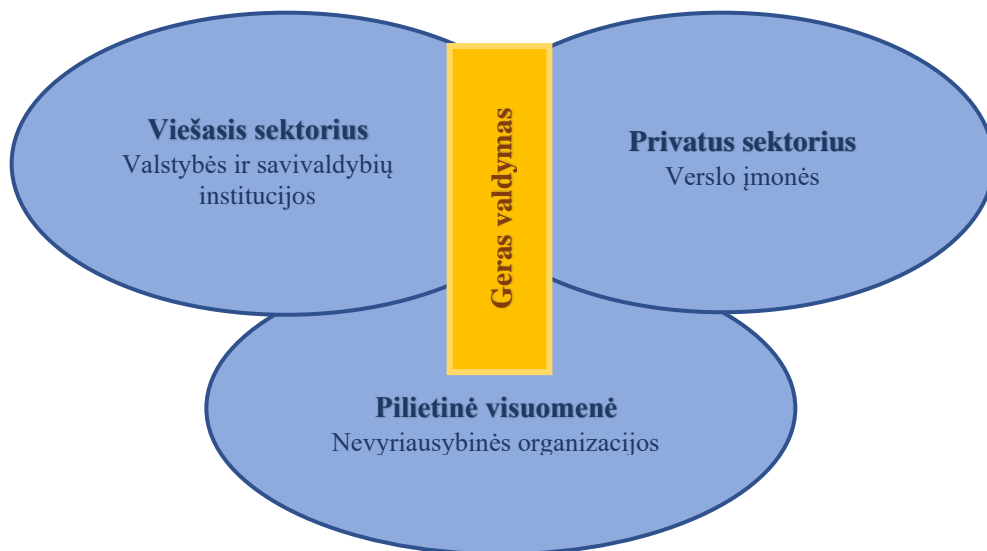 Viešasis sektorius
Valstybės ir savivaldybių
institucijos
Geras valdymas
Privatus sektorius
Verslo įmonės
Pilietinė visuomenė
Nevyriausybinės organizacijos